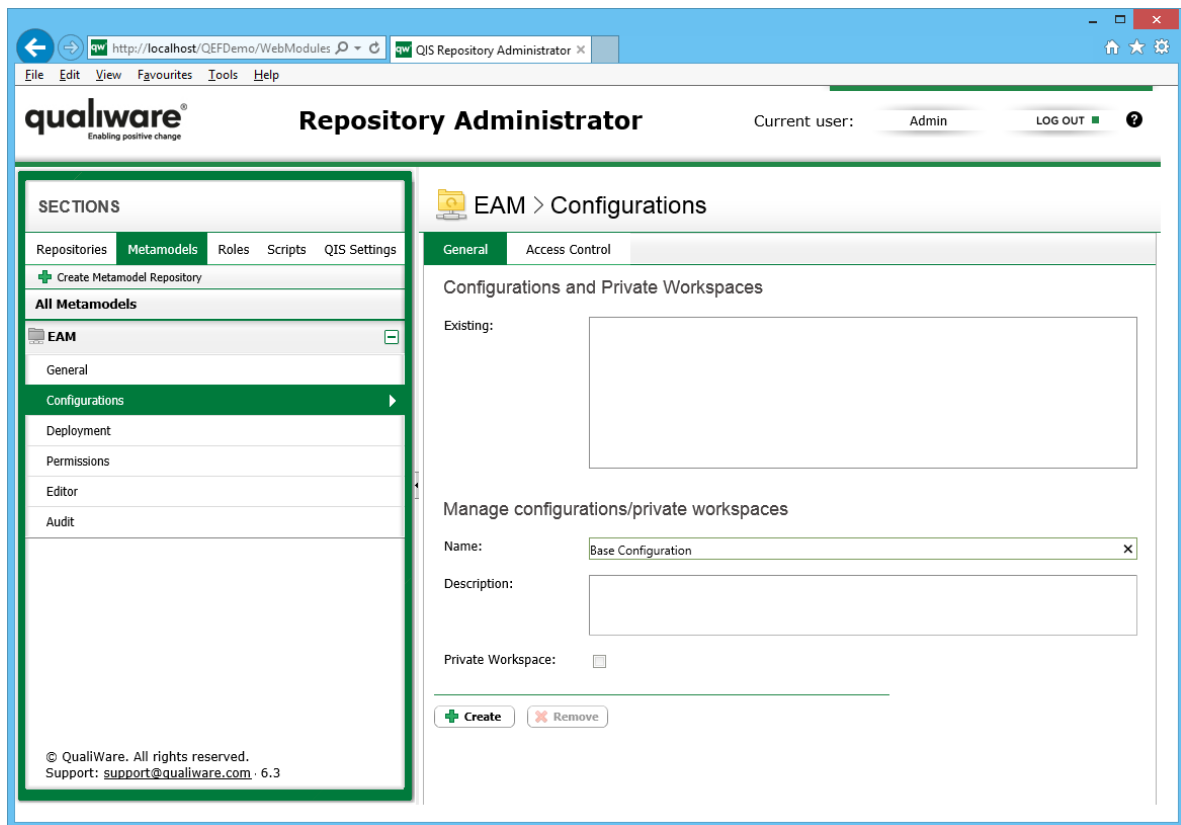 http://localhost/QEFDemo/WebModules
qw QIS Repository Administrator ×
File Edit View Favourites Tools Help
qualiware®
Enabling positive change
Repository Administrator
Current user: Admin
LOG OUT
?
SECTIONS
Repositories Metamodels Roles Scripts QIS Settings
Create Metamodel Repository
All Metamodels
EAM
General
Configurations
Deployment
Permissions
Editor
Audit
© QualiWare. All rights reserved.
Support: support@qualiware.com · 6.3
EAM > Configurations
General Access Control
Configurations and Private Workspaces
Existing:
Manage configurations/private workspaces
Name: Base Configuration
Description:
Private Workspace:
Create Remove